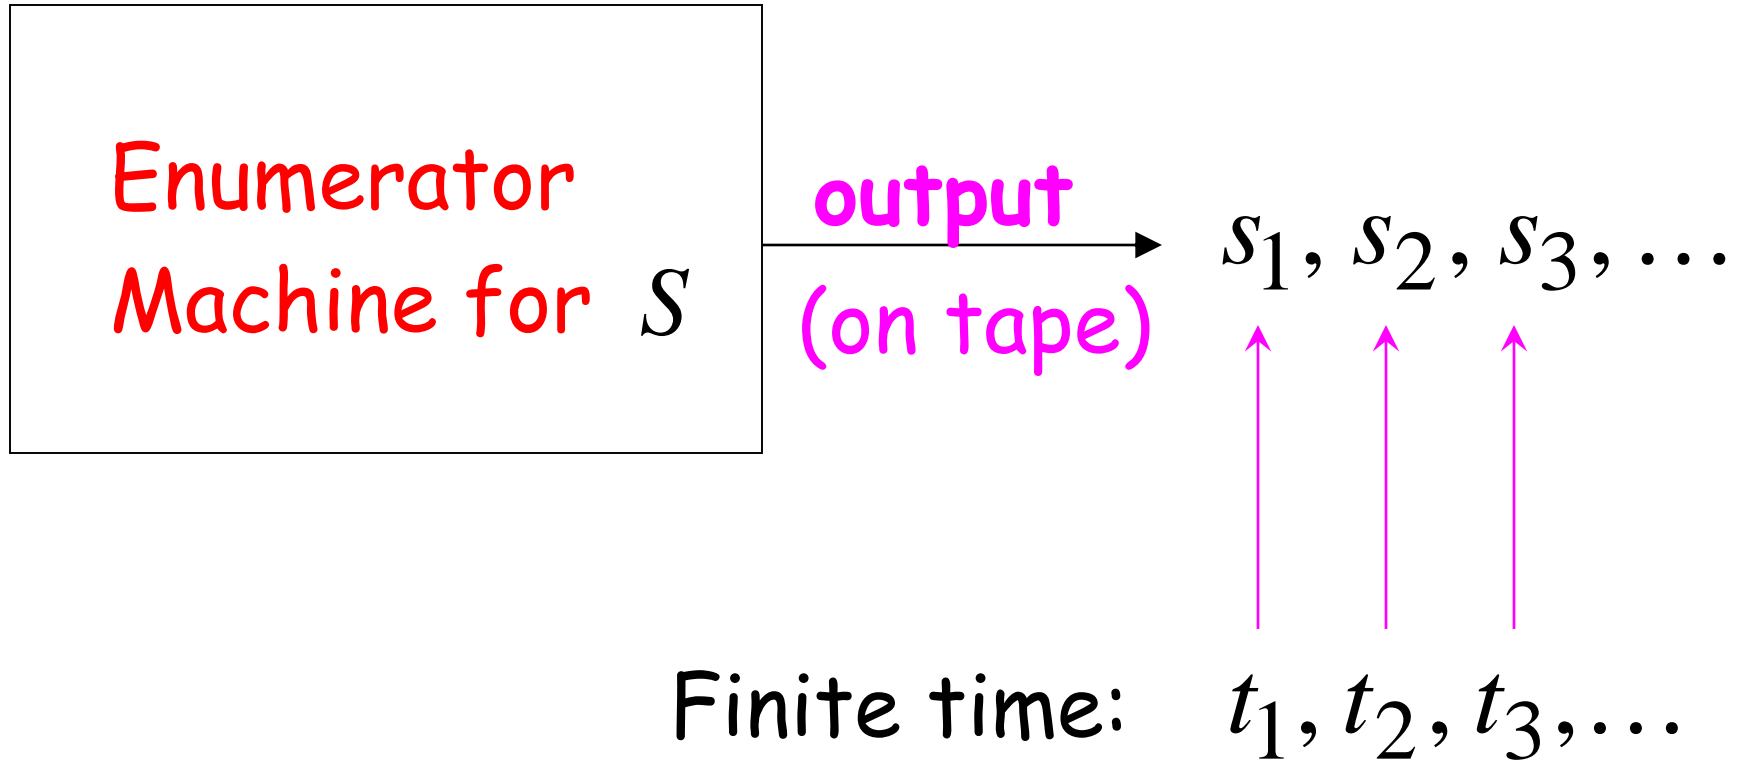 Enumerator
Machine for S
output
(on tape)
s₁, s₂, s₃, …
Finite time: t₁, t₂, t₃, …